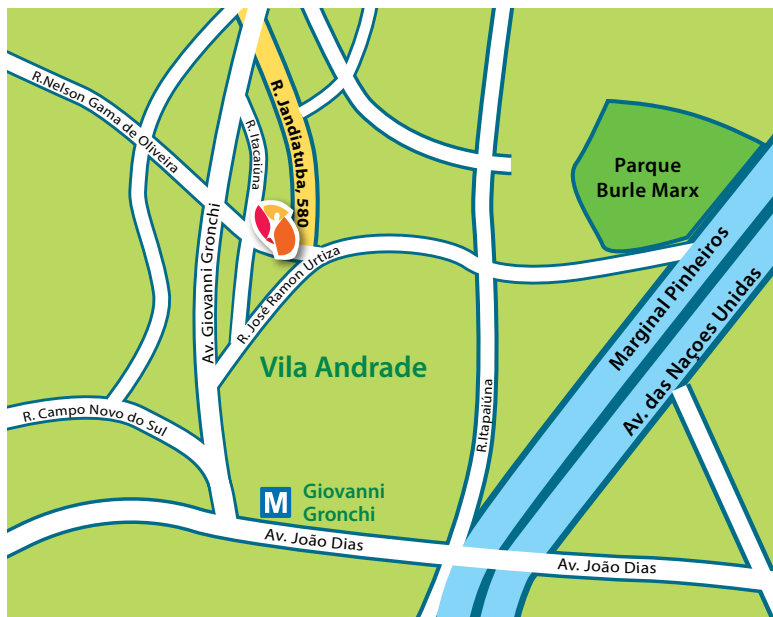 R.Nelson Gama de Oliveira
R. Jandiatuba, 580
R. Itacaiúna
Parque
Burle Marx
Av. Giovanni Gronchi
R. José Ramon Urtiza
Marginal Pinheiros
Av. das Naçoes Unidas
Vila Andrade
R. Campo Novo do Sul
R.Itapaiúna
M
Giovanni
Gronchi
Av. João Dias
Av. João Dias